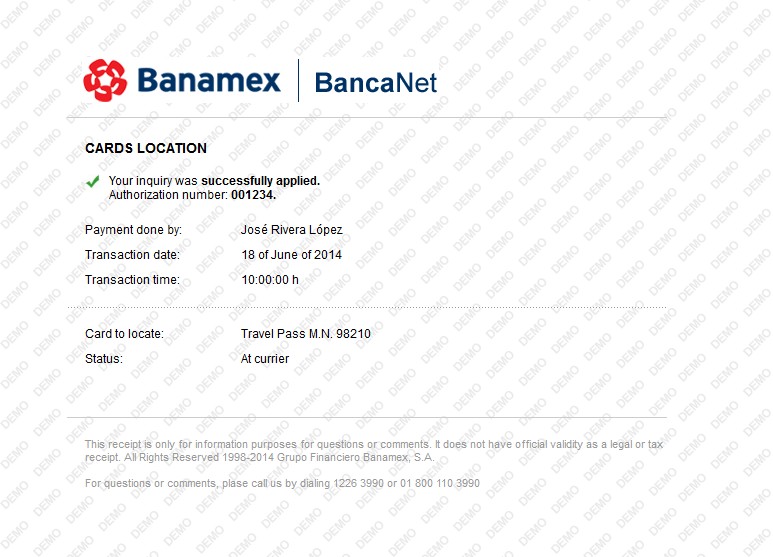 Banamex | BancaNet
CARDS LOCATION
Your inquiry was successfully applied.
Authorization number: 001234.
Payment done by: José Rivera López
Transaction date: 18 of June of 2014
Transaction time: 10:00:00 h
Card to locate: Travel Pass M.N. 98210
Status: At currier
This receipt is only for information purposes for questions or comments. It does not have official validity as a legal or tax
receipt. All Rights Reserved 1998-2014 Grupo Financiero Banamex, S.A.
For questions or comments, plase call us by dialing 1226 3990 or 01 800 110 3990
DEMO